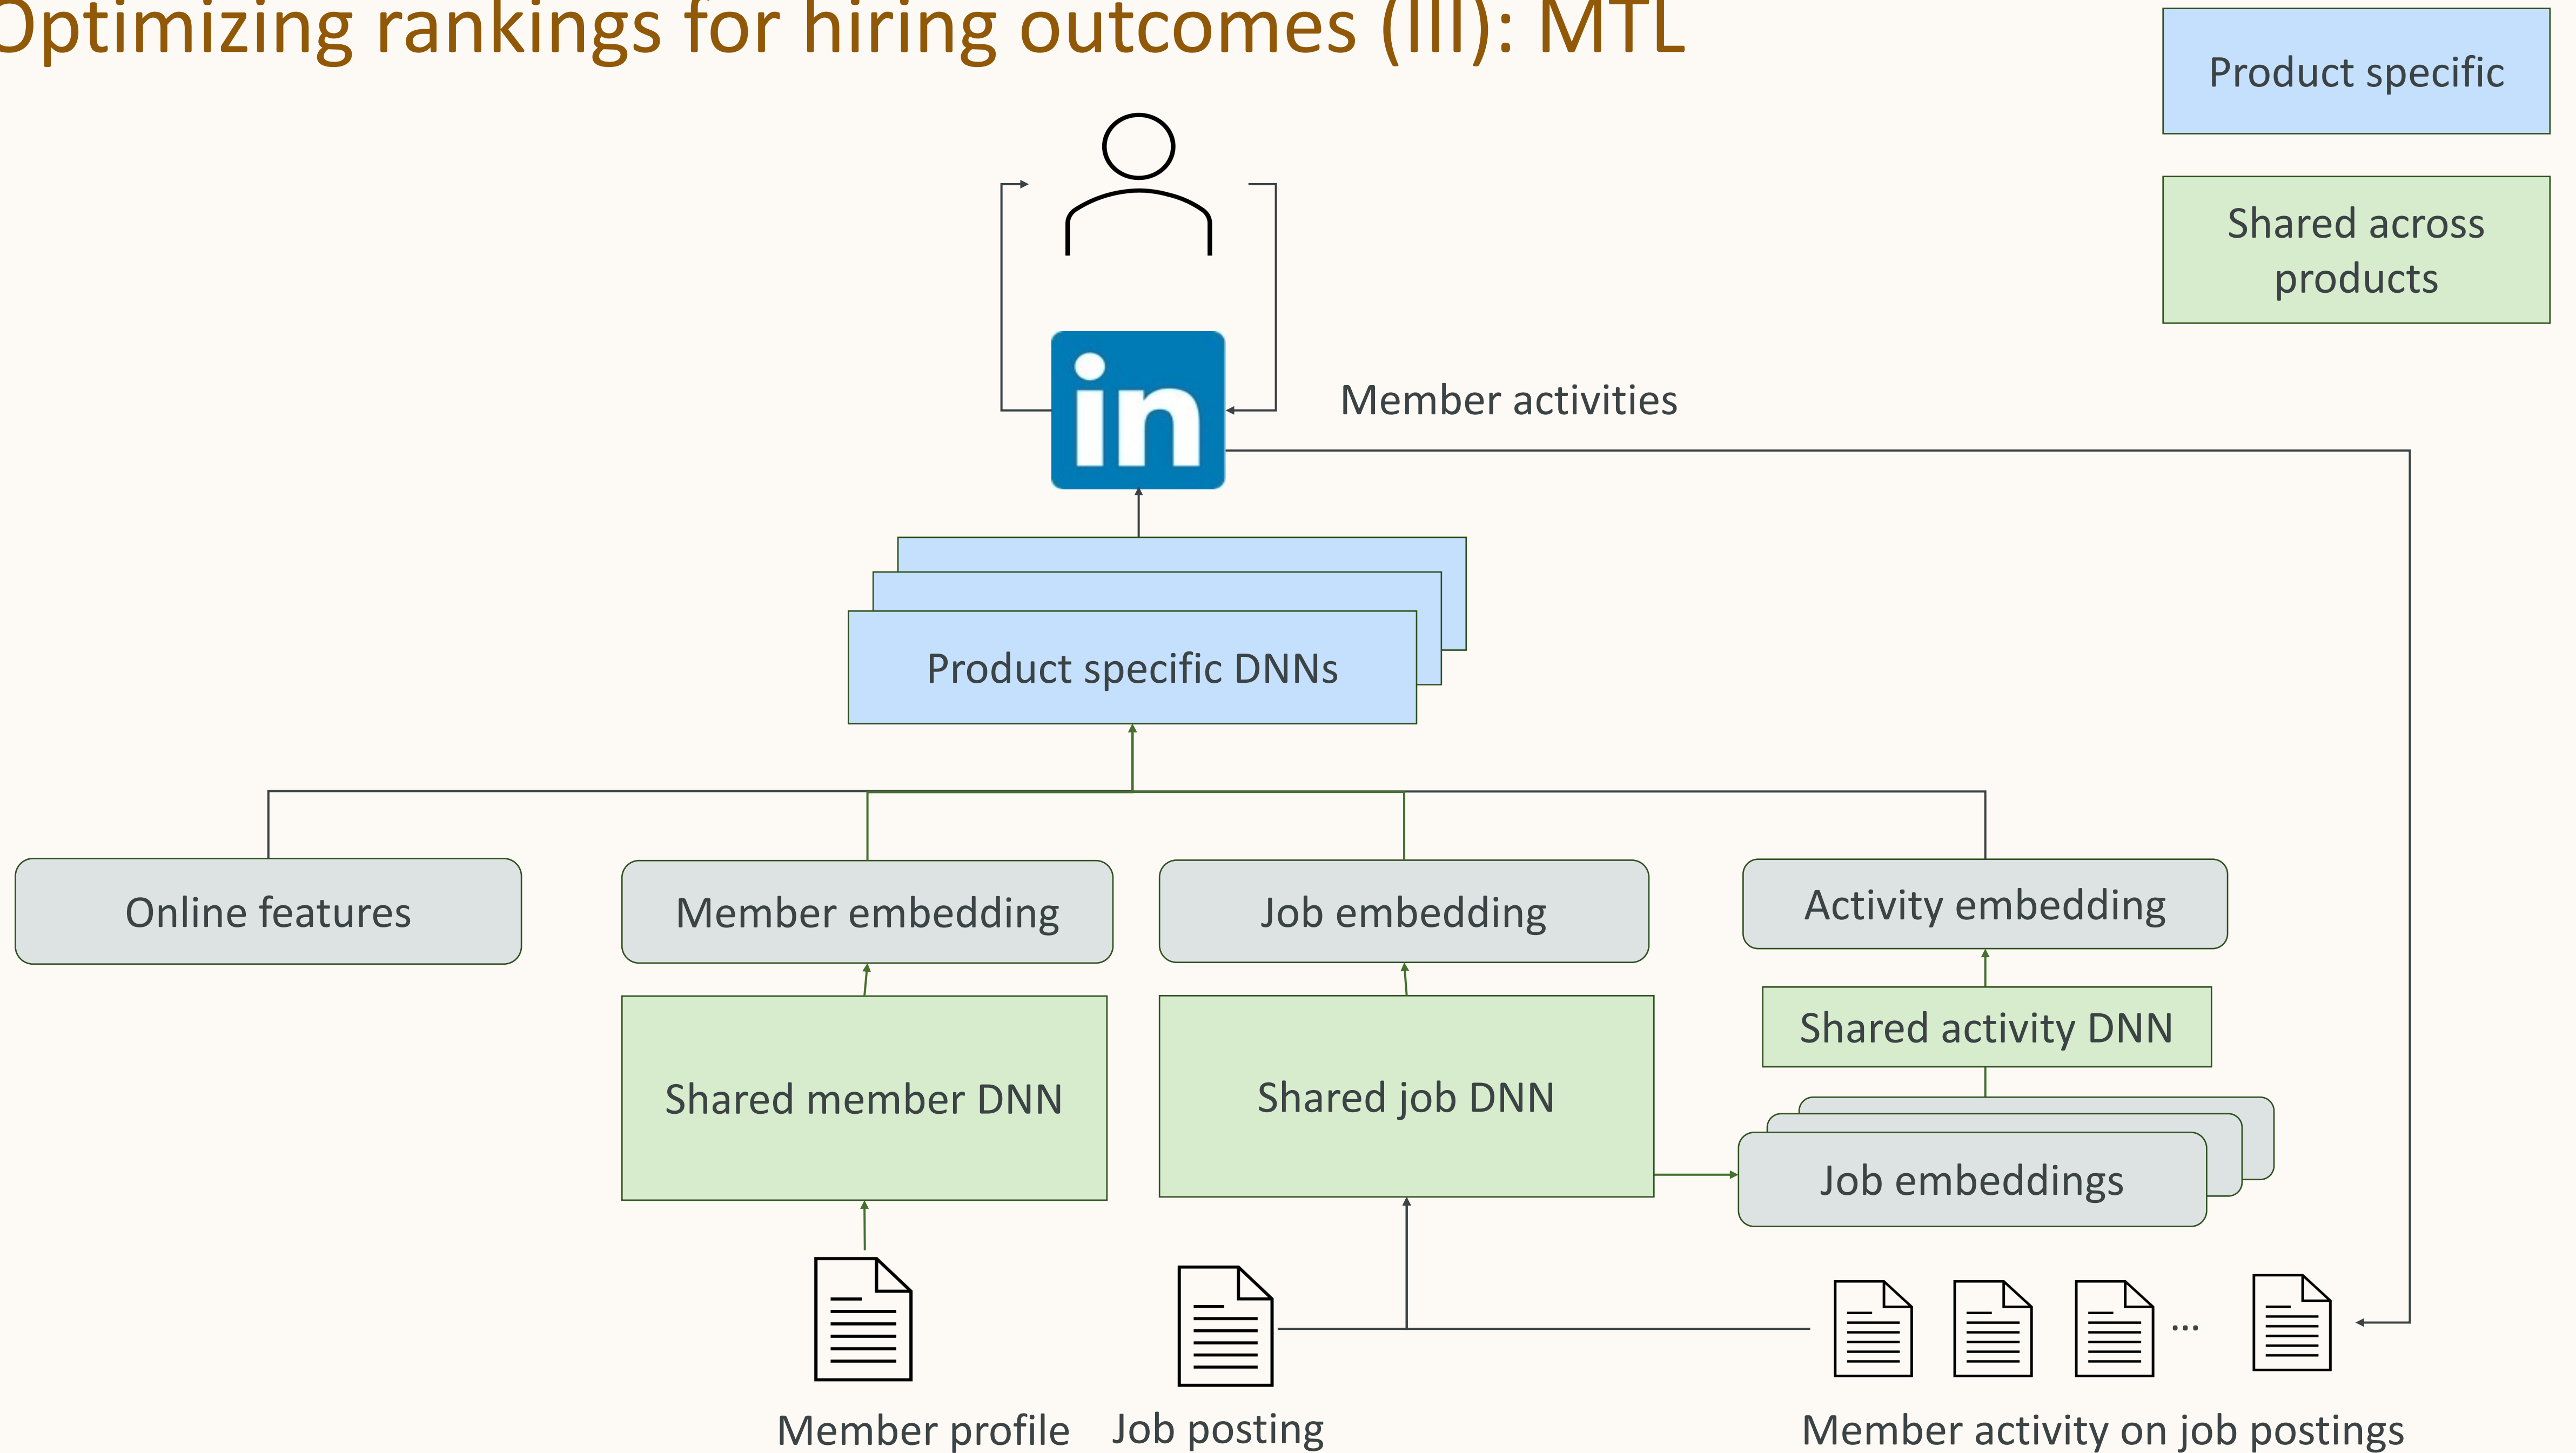 Optimizing rankings for hiring outcomes (III): MTL
Product specific
Shared across
products
in
Member activities
Product specific DNNs
Online features
Member embedding
Job embedding
Activity embedding
Shared member DNN
Shared job DNN
Shared activity DNN
Job embeddings
...
Member profile
Job posting
Member activity on job postings